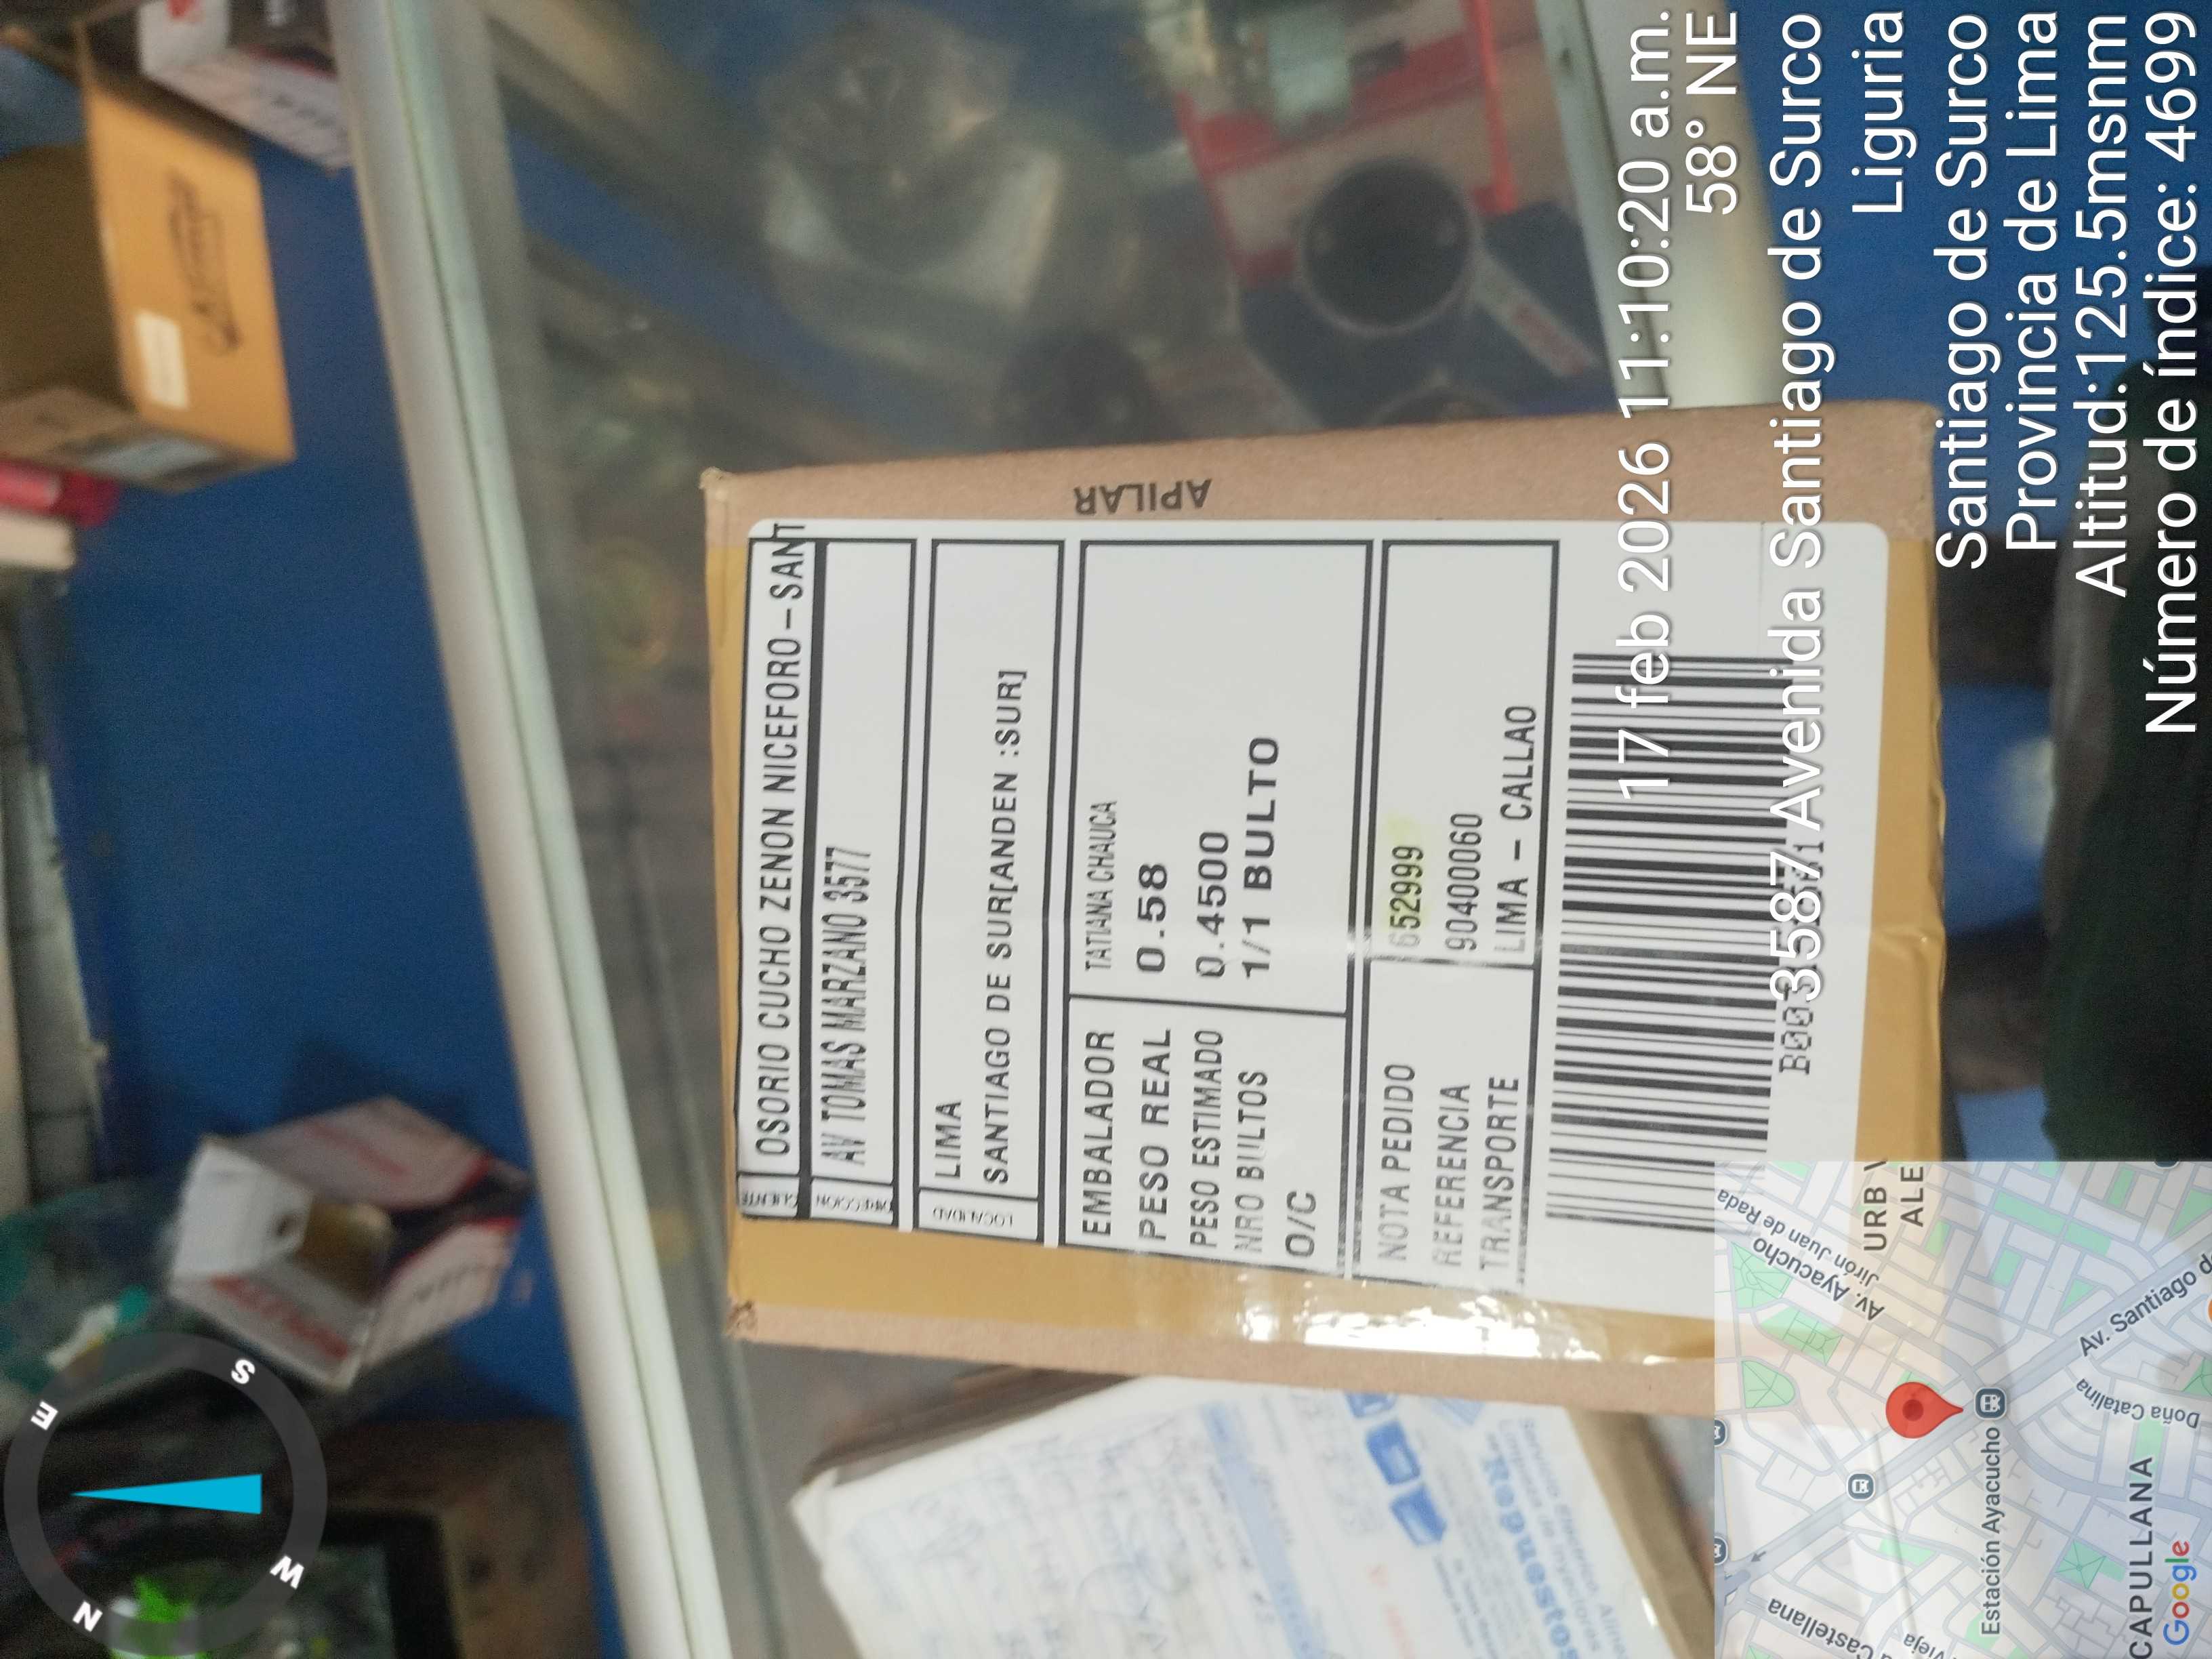 CLIENTE OSORIO CUCHO ZENON NICEFORO-SANT
DIRECCION AV TOMAS MARZANO 3577
LOCALIDAD LIMA
SANTIAGO DE SUR[ANDEN :SUR]
EMBALADOR TATIANA CHAUCA
PESO REAL 0.58
PESO ESTIMADO 0.4500
NRO BULTOS 1/1 BULTO
O/C
NOTA PEDIDO 652999
REFERENCIA 904000060
TRANSPORTE LIMA - CALLAO
APILAR
Repuestos
17 feb 2026 11:10:20 a.m.
58° NE
3587 Avenida Santiago de Surco
Liguria
Santiago de Surco
Provincia de Lima
Altitud:125.5msnm
Número de índice: 4699
N
E
S
W
Av. Ayacucho
Jirón Juan de Rada
URB
ALE
Estación Ayacucho
Av. Santiago d
Doña Catalina
Castellana
Vieja
CAPULLANA
Google